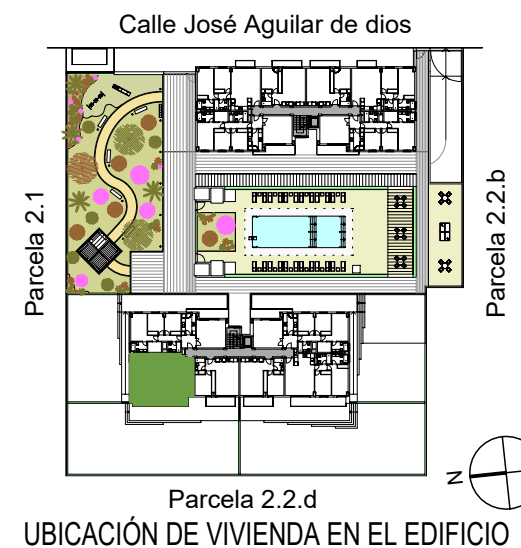 Calle José Aguilar de dios
Parcela 2.1
Parcela 2.2.b
N
Parcela 2.2.d
UBICACIÓN DE VIVIENDA EN EL EDIFICIO